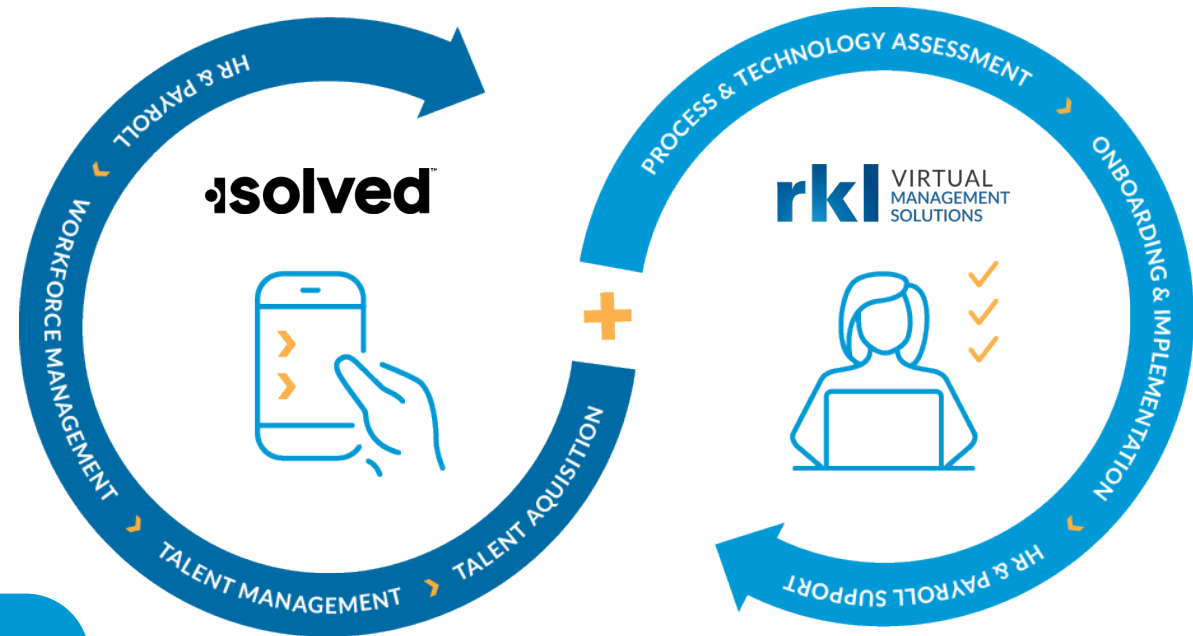 HR & PAYROLL
WORKFORCE MANAGEMENT
TALENT MANAGEMENT
TALENT AQUISITION
isolved™
PROCESS & TECHNOLOGY ASSESSMENT
ONBOARDING & IMPLEMENTATION
HR & PAYROLL SUPPORT
rkl VIRTUAL
MANAGEMENT
SOLUTIONS